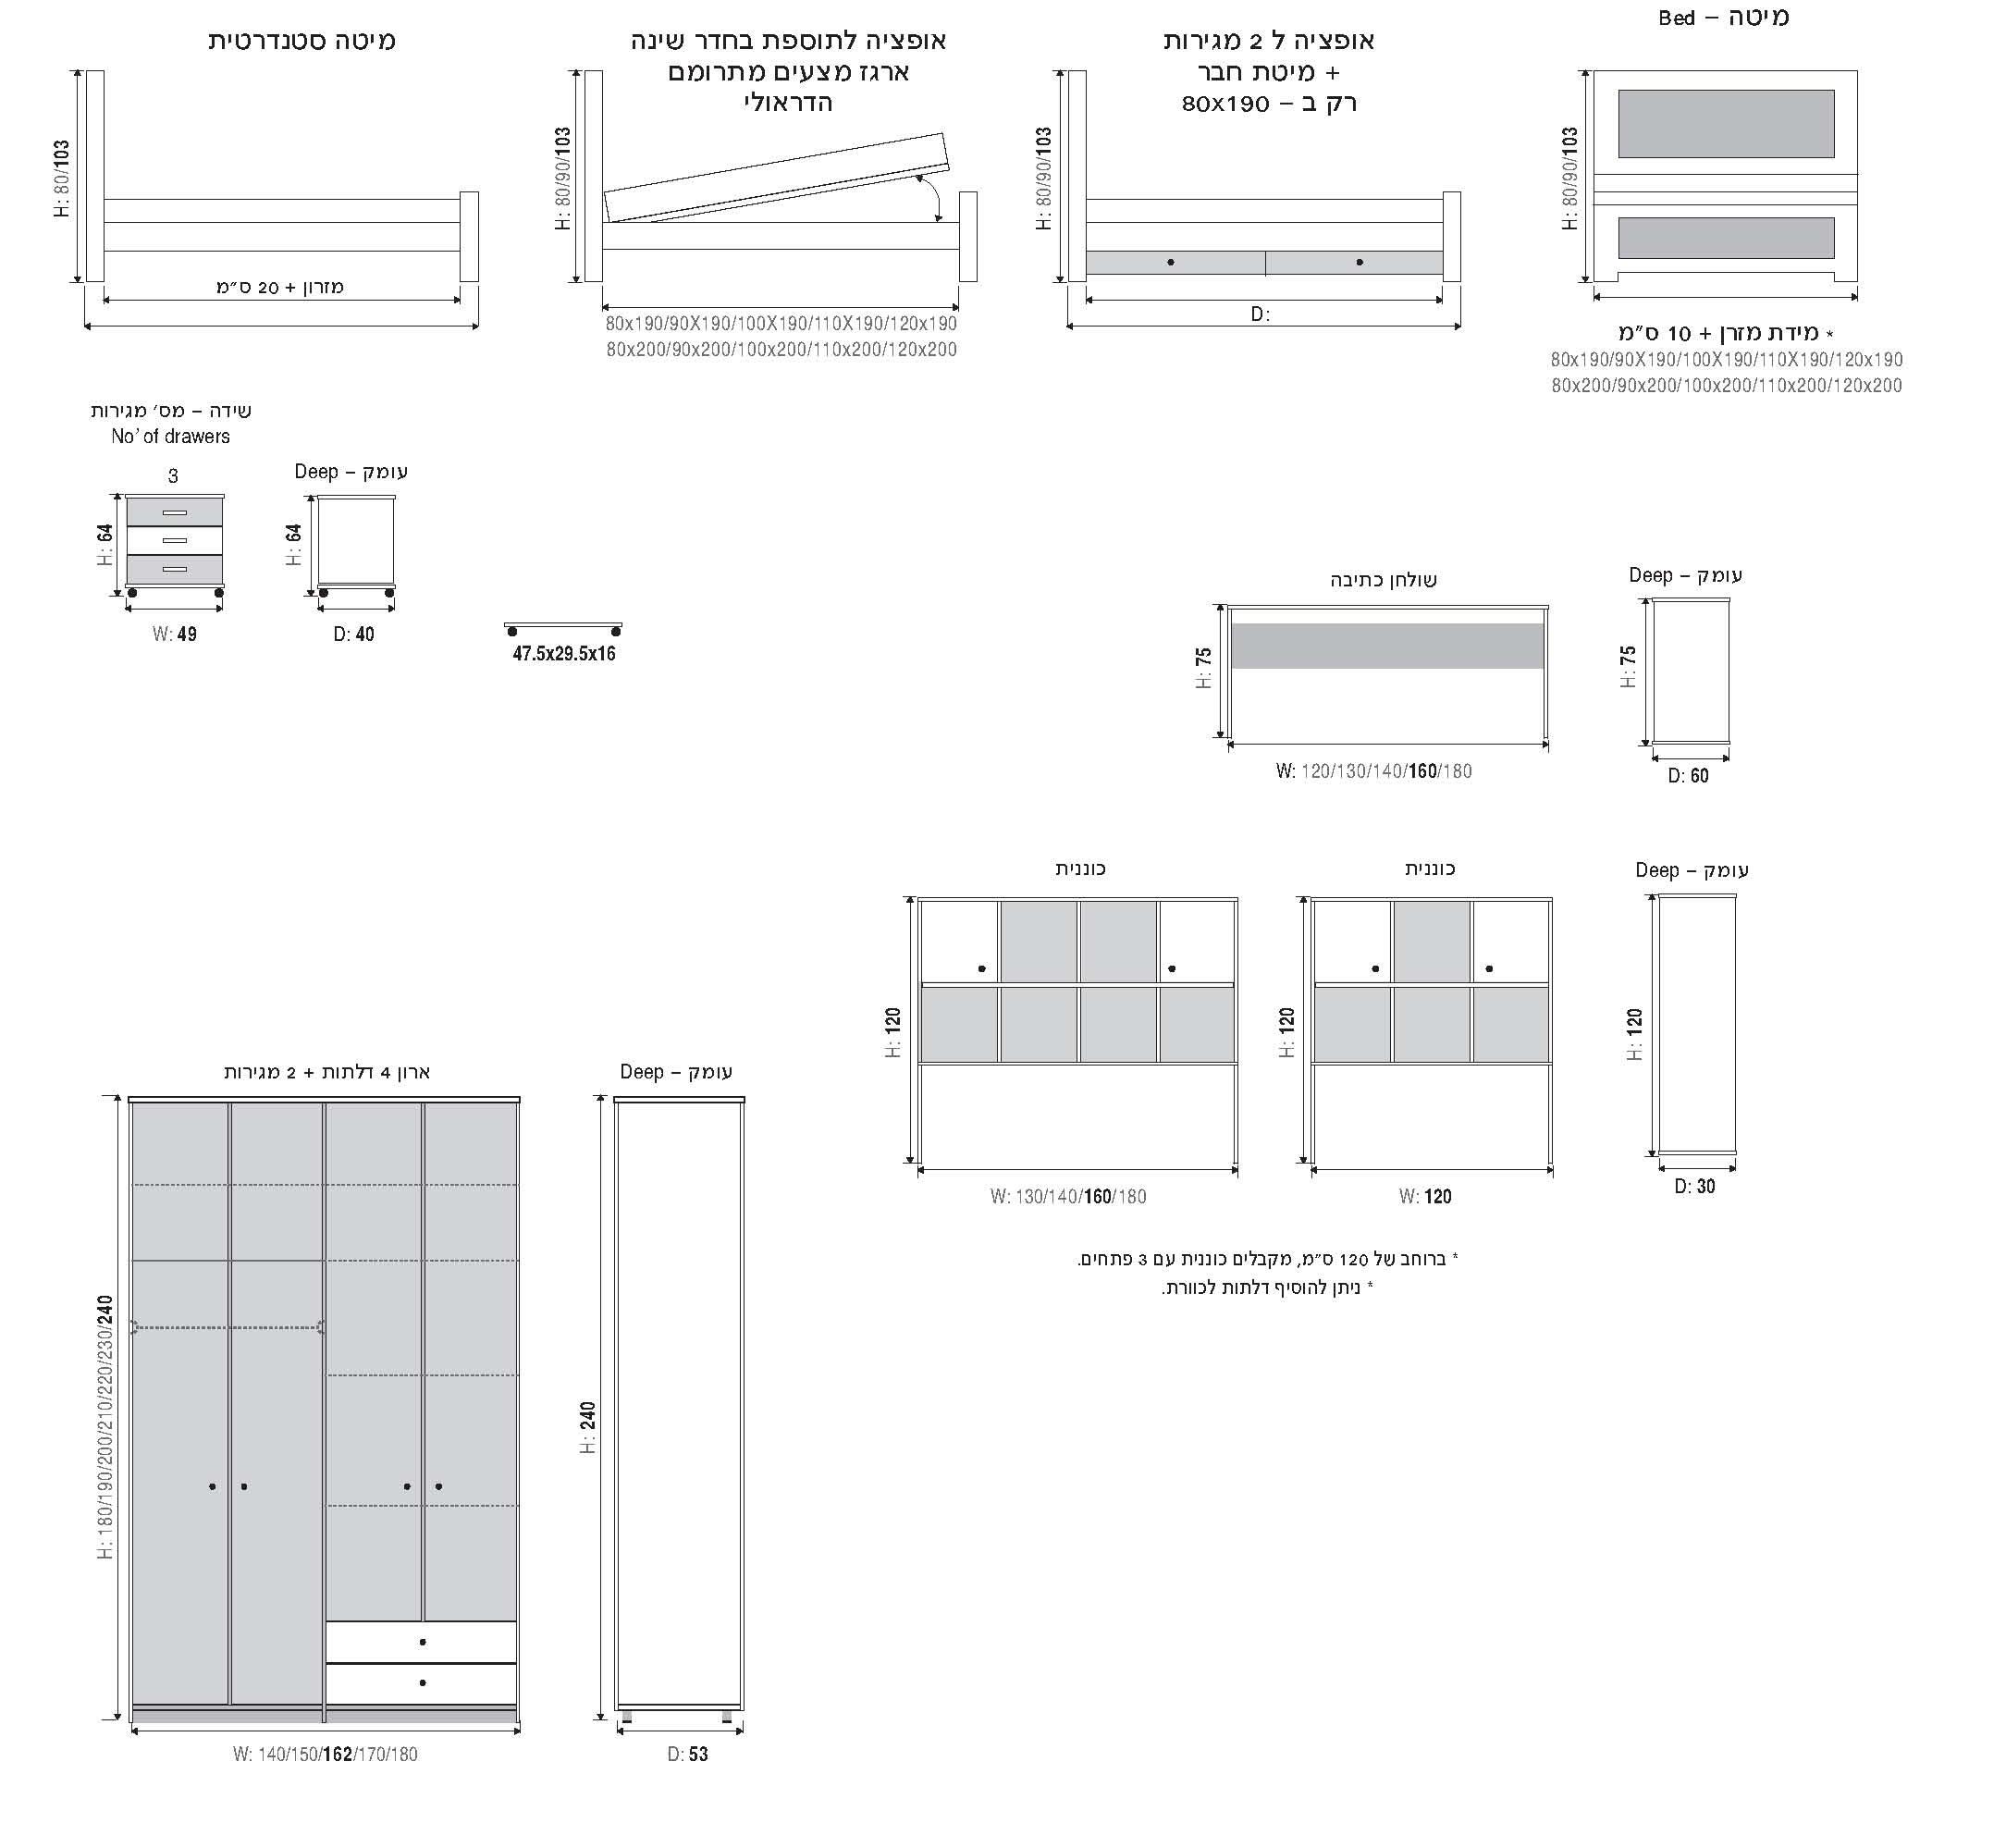 מיטה – Bed
אופציה ל 2 מגירות
+ מיטת חבר
רק ב – 80X190
אופציה לתוספת בחדר שינה
ארגז מצעים מתרומם
הדראולי
מיטה סטנדרטית
H: 80/90/103
* מידת מזרן + 10 ס"מ
80x190/90X190/100X190/110X190/120x190
80x200/90x200/100x200/110x200/120x200
H: 80/90/103
D:
H: 80/90/103
80x190/90X190/100X190/110X190/120x190
80x200/90x200/100x200/110x200/120x200
H: 80/103
מזרון + 20 ס"מ
שידה – מס' מגירות
No' of drawers
3
H: 64
W: 49
עומק – Deep
H: 64
D: 40
47.5x29.5x16
שולחן כתיבה
H: 75
W: 120/130/140/160/180
עומק – Deep
H: 75
D: 60
כוננית
H: 120
W: 130/140/160/180
כוננית
H: 120
W: 120
עומק – Deep
H: 120
D: 30
* ברוחב של 120 ס"מ, מקבלים כוננית עם 3 פתחים.
* ניתן להוסיף דלתות לכוורת.
ארון 4 דלתות + 2 מגירות
H: 180/190/200/210/220/230/240
W: 140/150/162/170/180
עומק – Deep
H: 240
D: 53